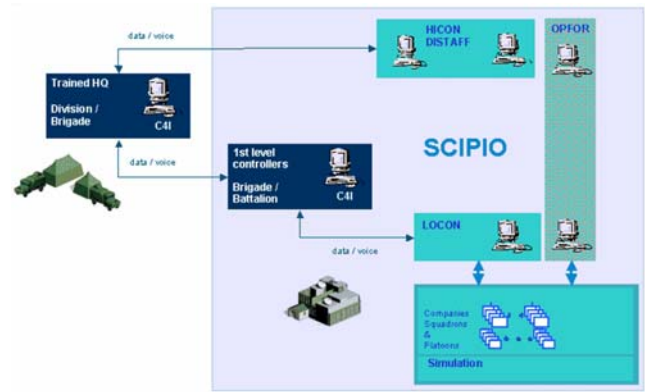 data / voice
HICON
DISTAFF
OPFOR
Trained HQ
Division /
Brigade
C4I
data / voice
1st level
controllers
Brigade /
Battalion
C4I
SCIPIO
LOCON
data / voice
Companies
Squadrons
&
Platoons
Simulation